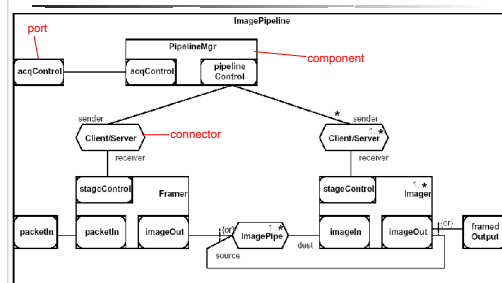 ImagePipeline
port
PipelineMgr
component
acqControl
acqControl
pipeline
Control
sender
* sender
Client/Server
connector
Client/Server
1..*
receiver
receiver
stageControl
Framer
stageControl
1..*
Imager
packetIn
packetIn
imageOut
{or}
1..*
ImagePipe
imageIn
imageOut
{or}
framed
Output
source
dest